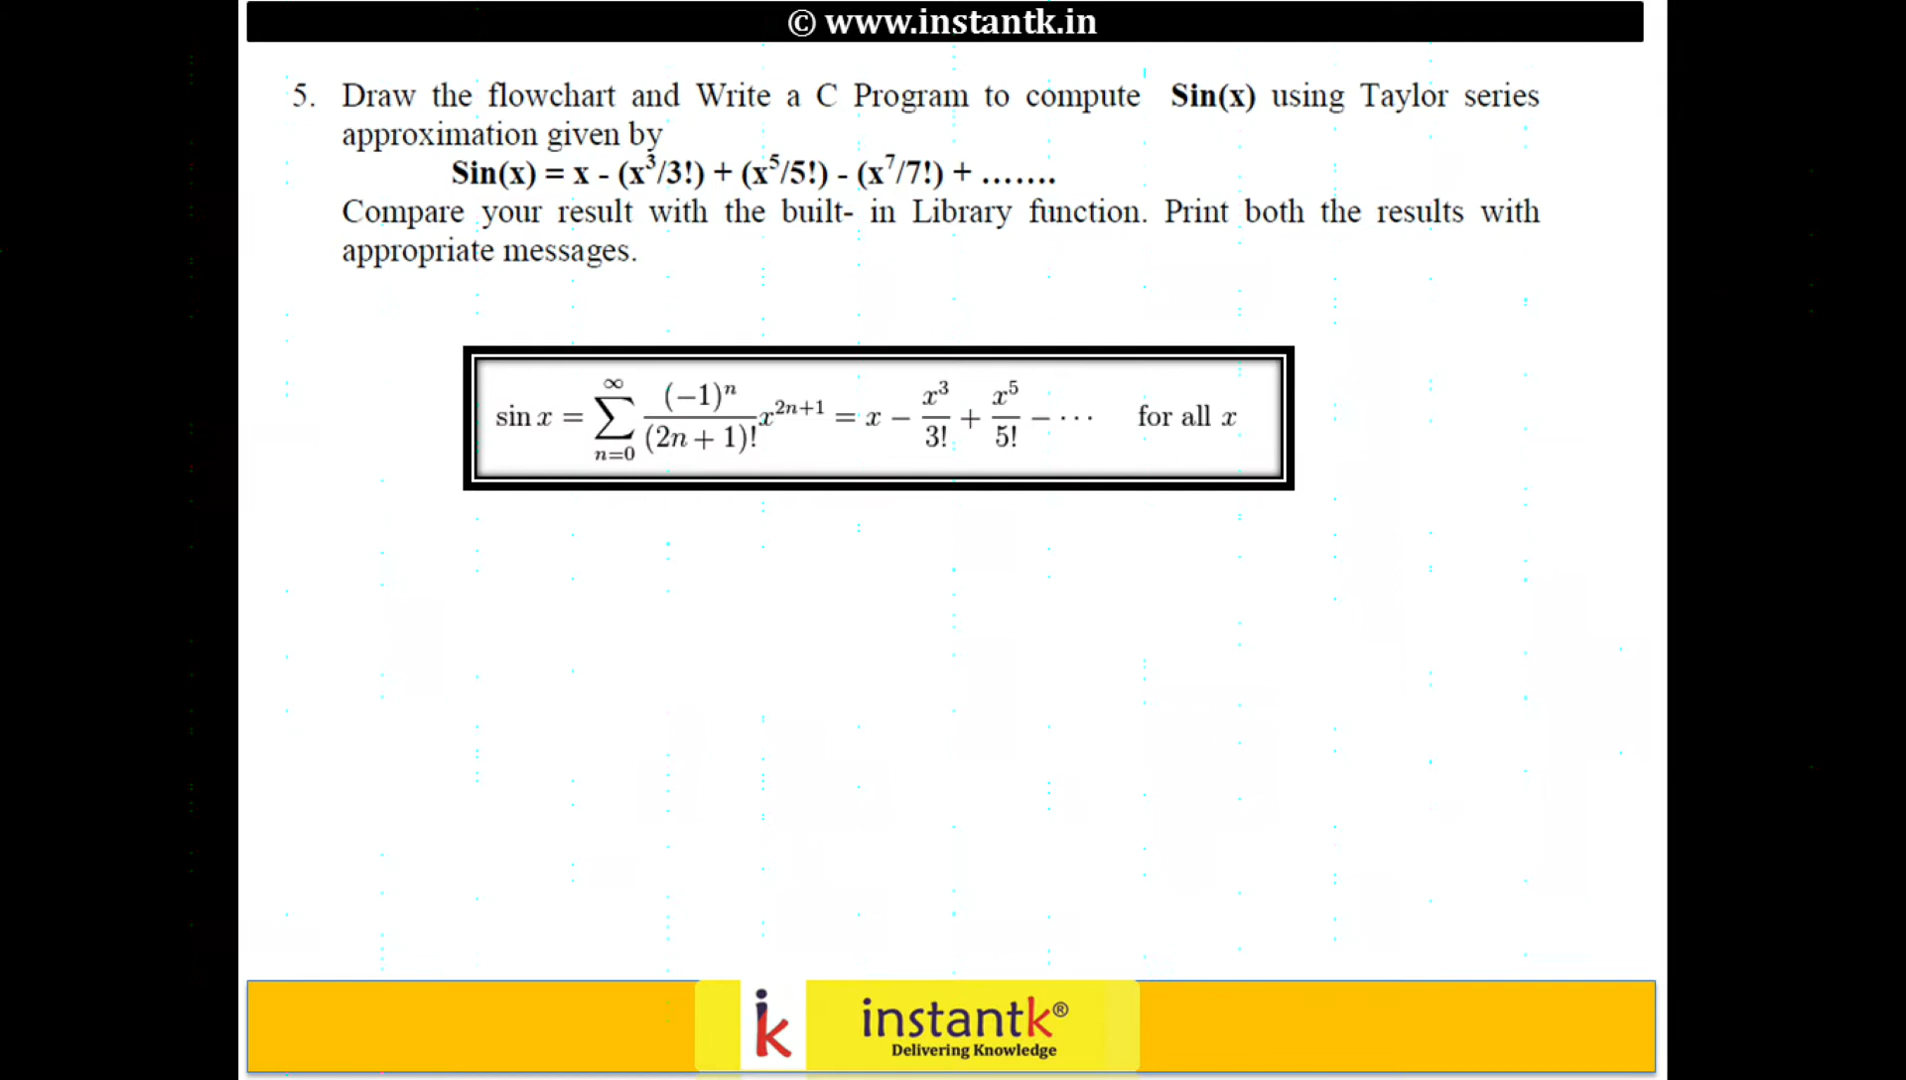 © www.instantk.in
5. Draw the flowchart and Write a C Program to compute Sin(x) using Taylor series
approximation given by
Sin(x) = x - (x³/3!) + (x⁵/5!) - (x⁷/7!) + .......
Compare your result with the built- in Library function. Print both the results with
appropriate messages.
sin x = ∑_{n=0}^{∞} (−1)ⁿ/(2n + 1)! x²ⁿ⁺¹ = x − x³/3! + x⁵/5! − ··· for all x
ik instantk®
Delivering Knowledge